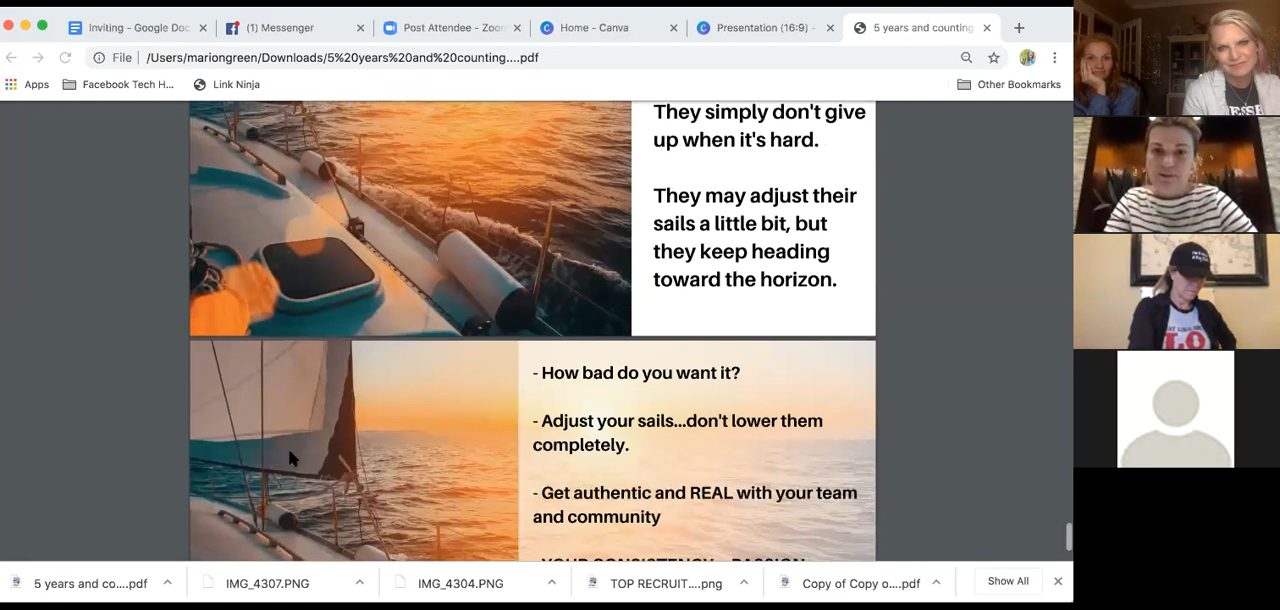 Inviting - Google Doc
(1) Messenger
Post Attendee - Zoom
Home - Canva
Presentation (16:9) -
5 years and counting
File
/Users/mariongreen/Downloads/5%20years%20and%20counting....pdf
Apps
Facebook Tech H...
Link Ninja
Other Bookmarks
They simply don't give
up when it's hard.
They may adjust their
sails a little bit, but
they keep heading
toward the horizon.
- How bad do you want it?
- Adjust your sails...don't lower them
completely.
- Get authentic and REAL with your team
and community
YOUR CONSISTENCY
PASSION
5 years and co....pdf
IMG_4307.PNG
IMG_4304.PNG
TOP RECRUIT....png
Copy of Copy o....pdf
Show All
LO